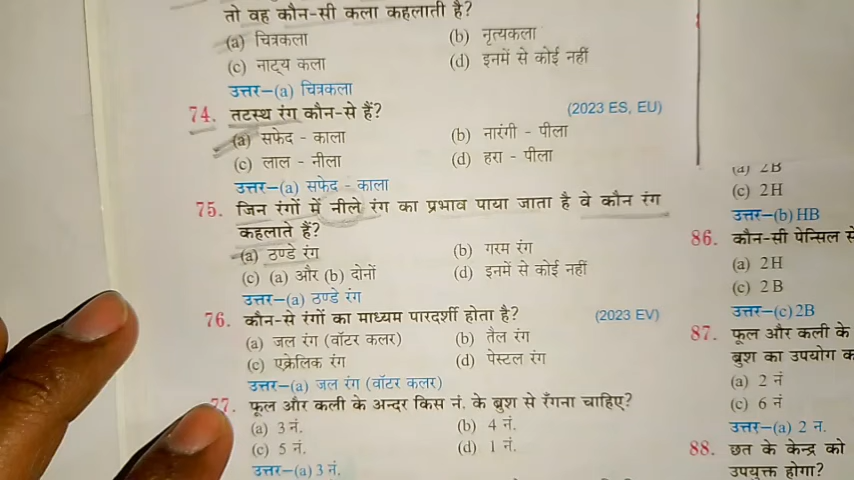 तो वह कौन-सी कला कहलाती है?
(a) चित्रकला (b) नृत्यकला
(c) नाट्य कला (d) इनमें से कोई नहीं
उत्तर–(a) चित्रकला
74. तटस्थ रंग कौन-से हैं? (2023 ES, EU)
(a) सफेद - काला (b) नारंगी - पीला
(c) लाल - नीला (d) हरा - पीला
उत्तर–(a) सफेद - काला
75. जिन रंगों में नीले रंग का प्रभाव पाया जाता है वे कौन रंग
कहलाते हैं?
(a) ठण्डे रंग (b) गरम रंग
(c) (a) और (b) दोनों (d) इनमें से कोई नहीं
उत्तर–(a) ठण्डे रंग
76. कौन-से रंगों का माध्यम पारदर्शी होता है? (2023 EV)
(a) जल रंग (वॉटर कलर) (b) तैल रंग
(c) एक्रेलिक रंग (d) पेस्टल रंग
उत्तर–(a) जल रंग (वॉटर कलर)
77. फूल और कली के अन्दर किस नं. के ब्रुश से रँगना चाहिए?
(a) 3 नं. (b) 4 नं.
(c) 5 नं. (d) 1 नं.
उत्तर–(a) 3 नं.
(a) 2B
(c) 2H
उत्तर–(b) HB
86. कौन-सी पेन्सिल से
(a) 2H
(c) 2B
उत्तर–(c) 2B
87. फूल और कली के
ब्रुश का उपयोग
(a) 2 नं
(c) 6 नं
उत्तर–(a) 2 न.
88. छत के केन्द्र को
उपयुक्त होगा?